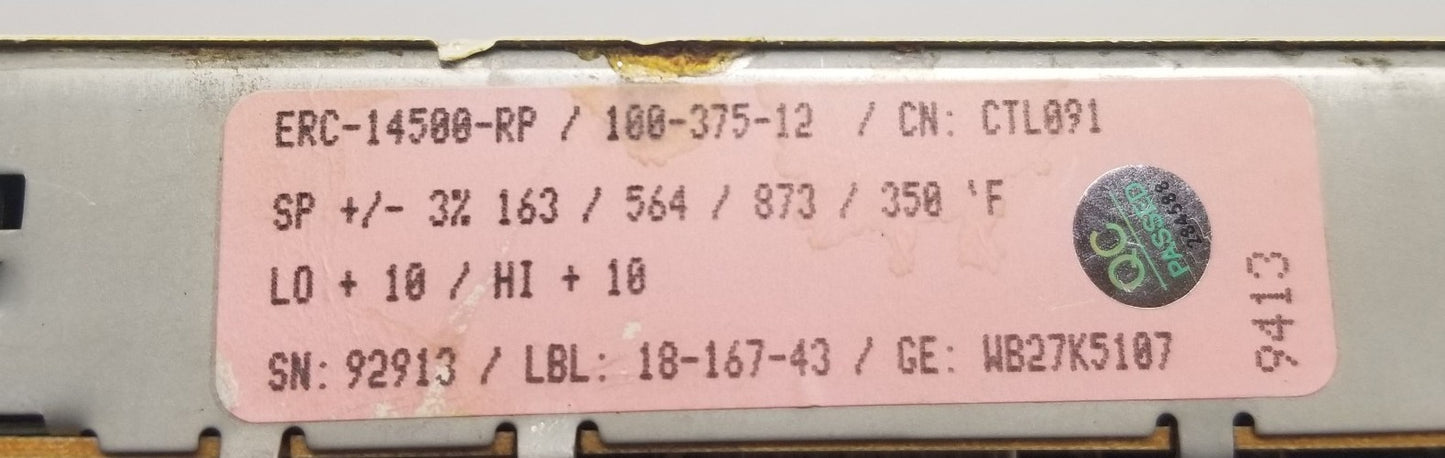 ERC-14500-RP / 100-375-12 / CN: CTL091
SP +/- 3% 163 / 564 / 873 / 350 'F
LO + 10 / HI + 10
SN: 92913 / LBL: 18-167-43 / GE: WB27K5107
QC
PASSED
284588
9413